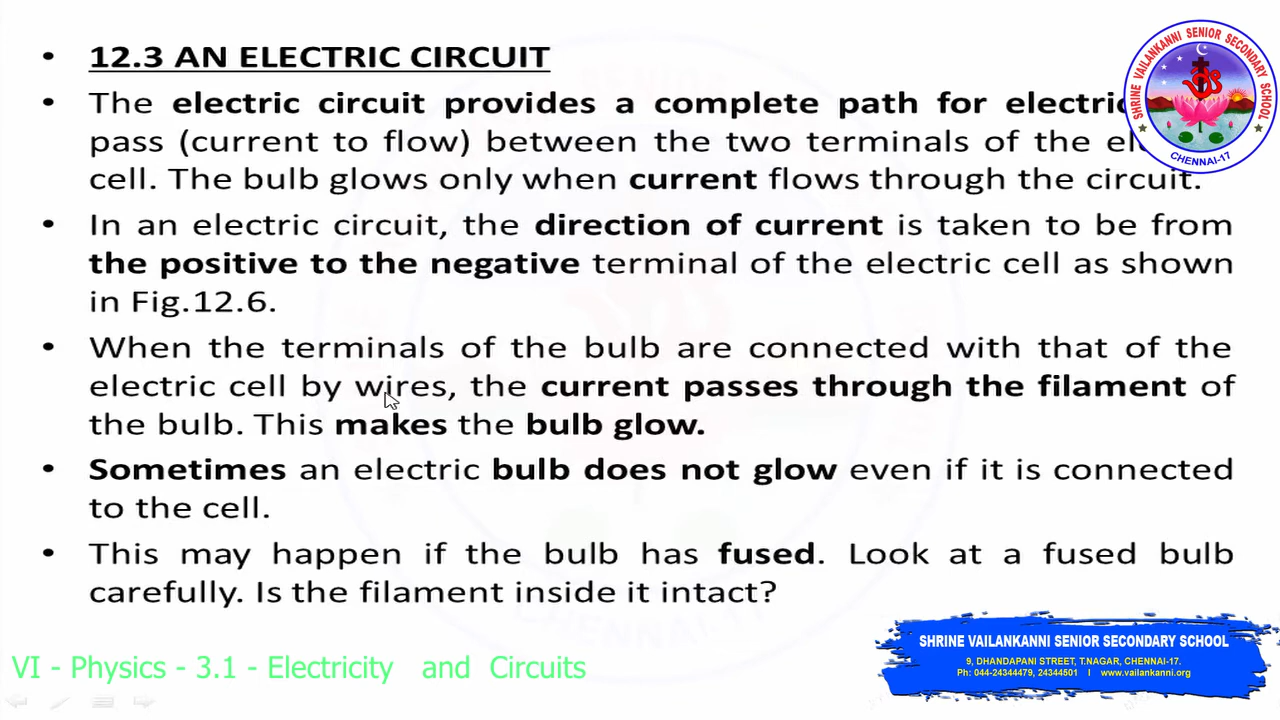 • 12.3 AN ELECTRIC CIRCUIT
• The electric circuit provides a complete path for
pass (current to flow) between the two terminals of the
cell. The bulb glows only when current flows through the circuit.
• In an electric circuit, the direction of current is taken to be from
the positive to the negative terminal of the electric cell as shown
in Fig.12.6.
• When the terminals of the bulb are connected with that of the
electric cell by wires, the current passes through the filament of
the bulb. This makes the bulb glow.
• Sometimes an electric bulb does not glow even if it is connected
to the cell.
• This may happen if the bulb has fused. Look at a fused bulb
carefully. Is the filament inside it intact?
SHRINE VAILANKANNI SENIOR SECONDARY SCHOOL
CHENNAI-17
VI - Physics - 3.1 - Electricity and Circuits
SHRINE VAILANKANNI SENIOR SECONDARY SCHOOL
9, DHANDAPANI STREET, T.NAGAR, CHENNAI-17.
Ph: 044-24344479, 24344501 I www.vailankanni.org